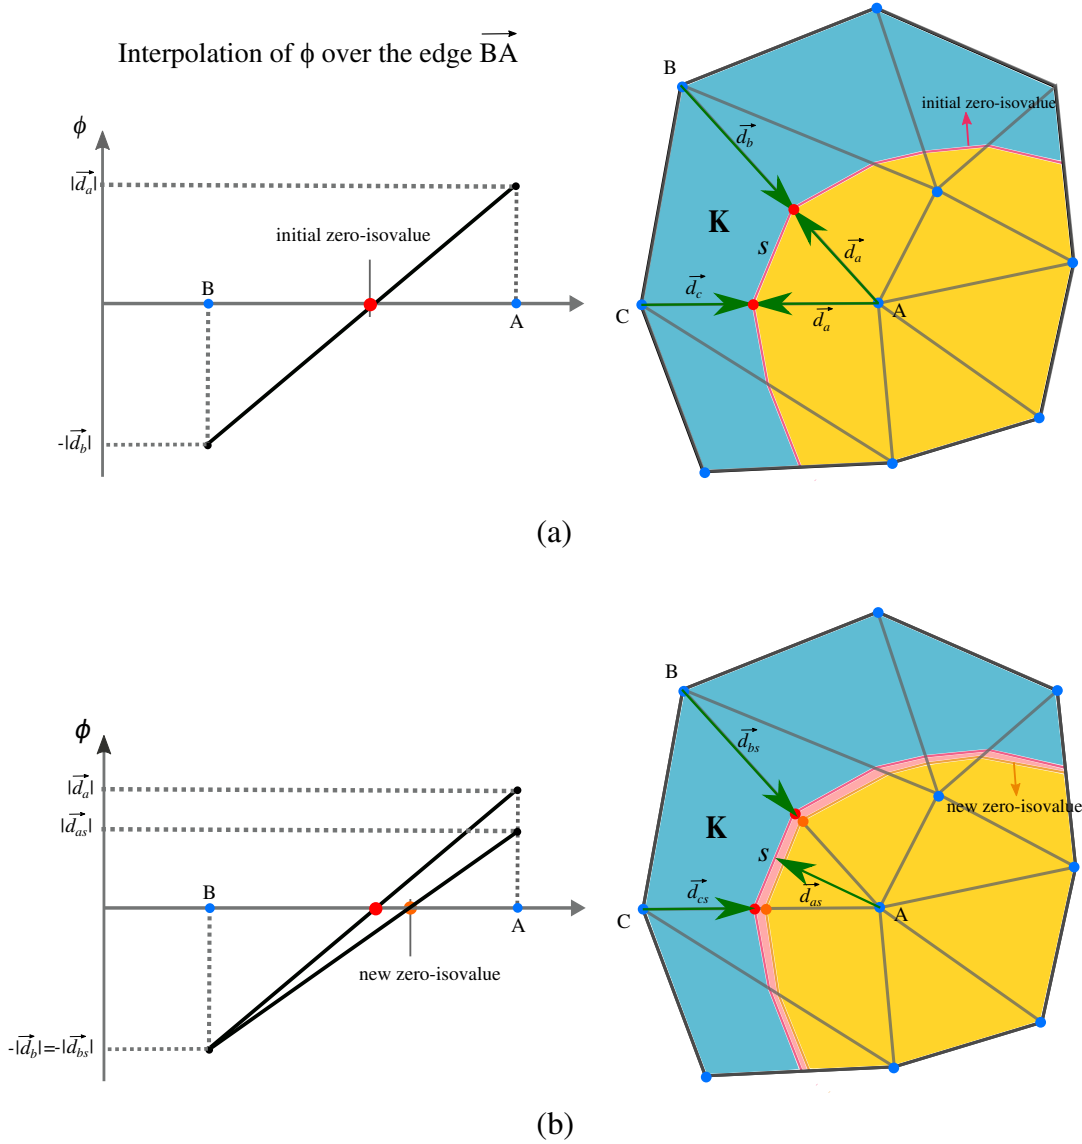 Interpolation of ϕ over the edge BA
ϕ
|d_a|
initial zero-isovalue
B
A
-|d_b|
B
initial zero-isovalue
d_b
K
s
d_a
d_c
C
d_a
A
(a)
ϕ
|d_a|
|d_as|
B
A
new zero-isovalue
-|d_b|=-|d_bs|
B
d_bs
new zero-isovalue
K
s
d_cs
d_as
C
A
(b)